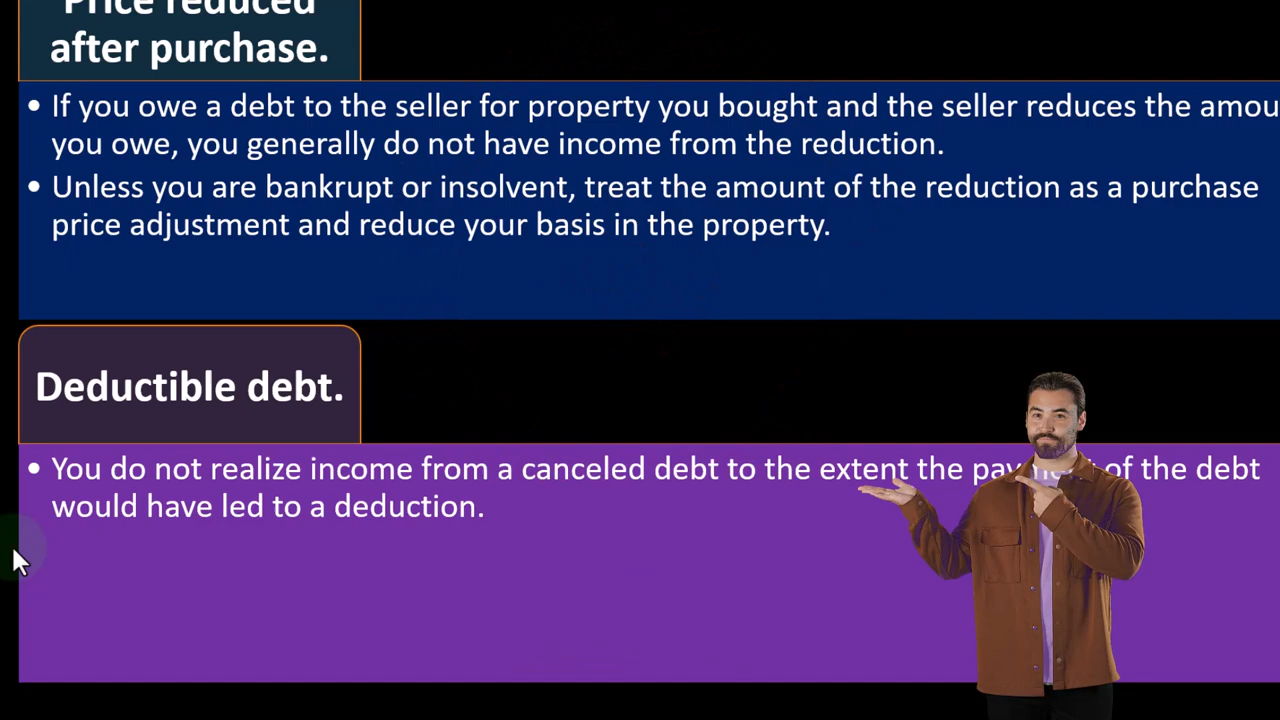 Price reduced
after purchase.
• If you owe a debt to the seller for property you bought and the seller reduces the amou
you owe, you generally do not have income from the reduction.
• Unless you are bankrupt or insolvent, treat the amount of the reduction as a purchase
price adjustment and reduce your basis in the property.
Deductible debt.
• You do not realize income from a canceled debt to the extent the payment of the debt
would have led to a deduction.